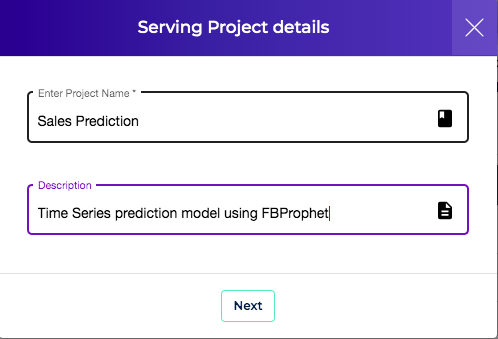 Serving Project details
Enter Project Name *
Sales Prediction
Description
Time Series prediction model using FBProphet
Next